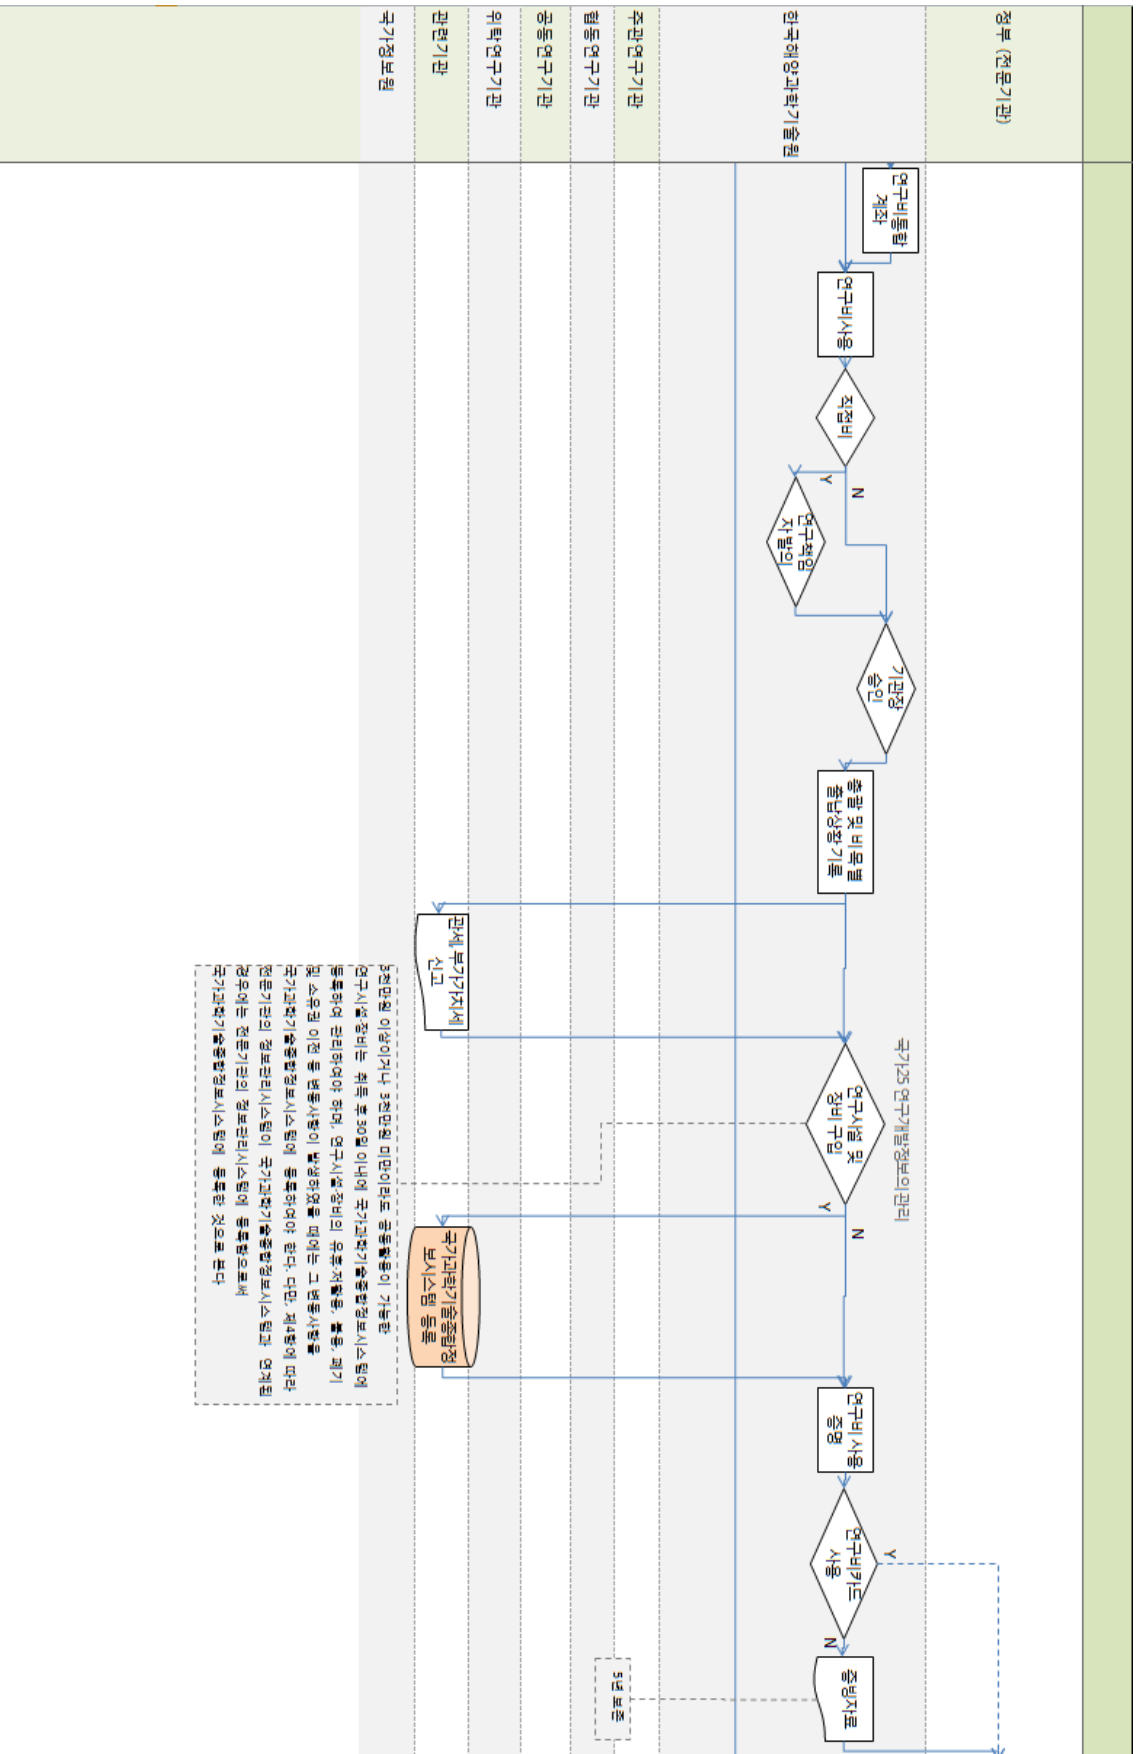 정부 (전문기관)
한국해양과학기술원
주관연구기관
협동연구기관
공동연구기관
위탁연구기관
관련기관
국가정보원
연구비통합
계좌
연구비사용
직접비
Y
N
연구책임
자발의
기관장
승인
총괄 및 비목별
출납상황기록
관세,부가가치세
신고
국가25 연구개발정보의관리
연구시설 및
장비 구입
Y
N
국가과학기술종합정
보시스템 등록
3천만원 이상이거나 3천만원 미만이라도 공동활용이 가능한
연구시설·장비는 취득 후 30일 이내에 국가과학기술종합정보시스템에
등록하여 관리하여야 하며, 연구시설·장비의 유휴·저활용, 불용, 폐기
및 소유권 이전 등 변동사항이 발생하였을 때에는 그 변동사항을
국가과학기술종합정보시스템에 등록하여야 한다. 다만, 제4항에 따라
전문기관의 정보관리시스템이 국가과학기술종합정보시스템과 연계된
경우에는 전문기관의 정보관리시스템에 등록함으로써
국가과학기술종합정보시스템에 등록한 것으로 본다
연구비 사용
증명
연구비카드
사용
Y
N
증빙자료
5년 보존